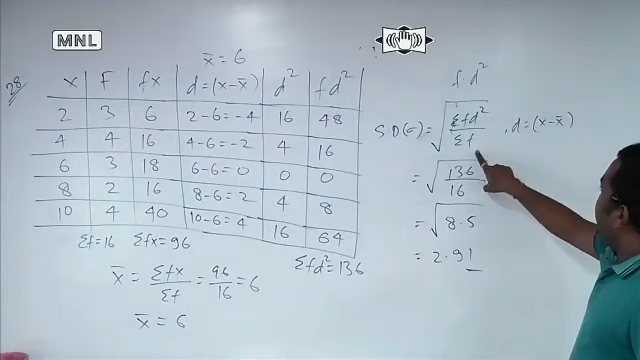 MNL
x̄ = 6
28
x F fx d = (x-x̄) d² fd²
2 3 6 2-6 = -4 16 48
4 4 16 4-6 = -2 4 16
6 3 18 6-6 = 0 0 0
8 2 16 8-6 = 2 4 8
10 4 40 10-6 = 4 16 64
Σf=16 Σfx=96 Σfd²=136
x̄ = Σfx/Σf = 96/16 = 6
x̄ = 6
f·d²
S.D(σ) = √(Σfd²/Σf), d = (x-x̄)
= √(136/16)
= √8.5
= 2.91